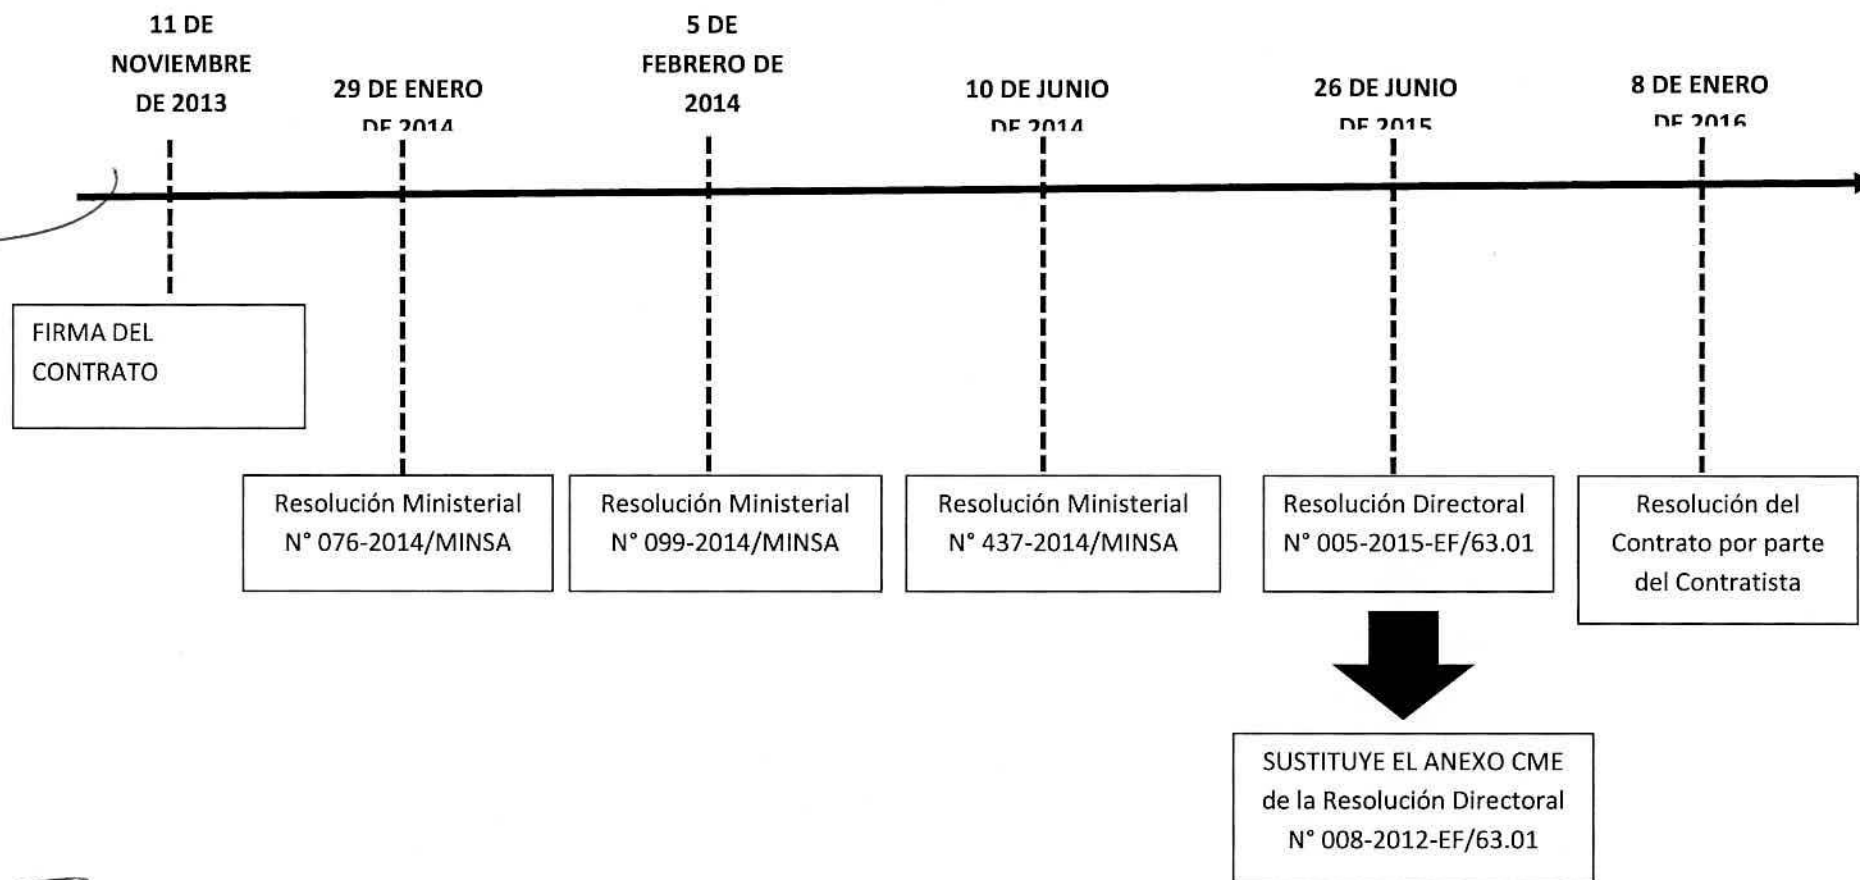 11 DE
NOVIEMBRE
DE 2013
29 DE ENERO
DE 2014
5 DE
FEBRERO DE
2014
10 DE JUNIO
DE 2014
26 DE JUNIO
DE 2015
8 DE ENERO
DE 2016
FIRMA DEL
CONTRATO
Resolución Ministerial
N° 076-2014/MINSA
Resolución Ministerial
N° 099-2014/MINSA
Resolución Ministerial
N° 437-2014/MINSA
Resolución Directoral
N° 005-2015-EF/63.01
Resolución del
Contrato por parte
del Contratista
SUSTITUYE EL ANEXO CME
de la Resolución Directoral
N° 008-2012-EF/63.01